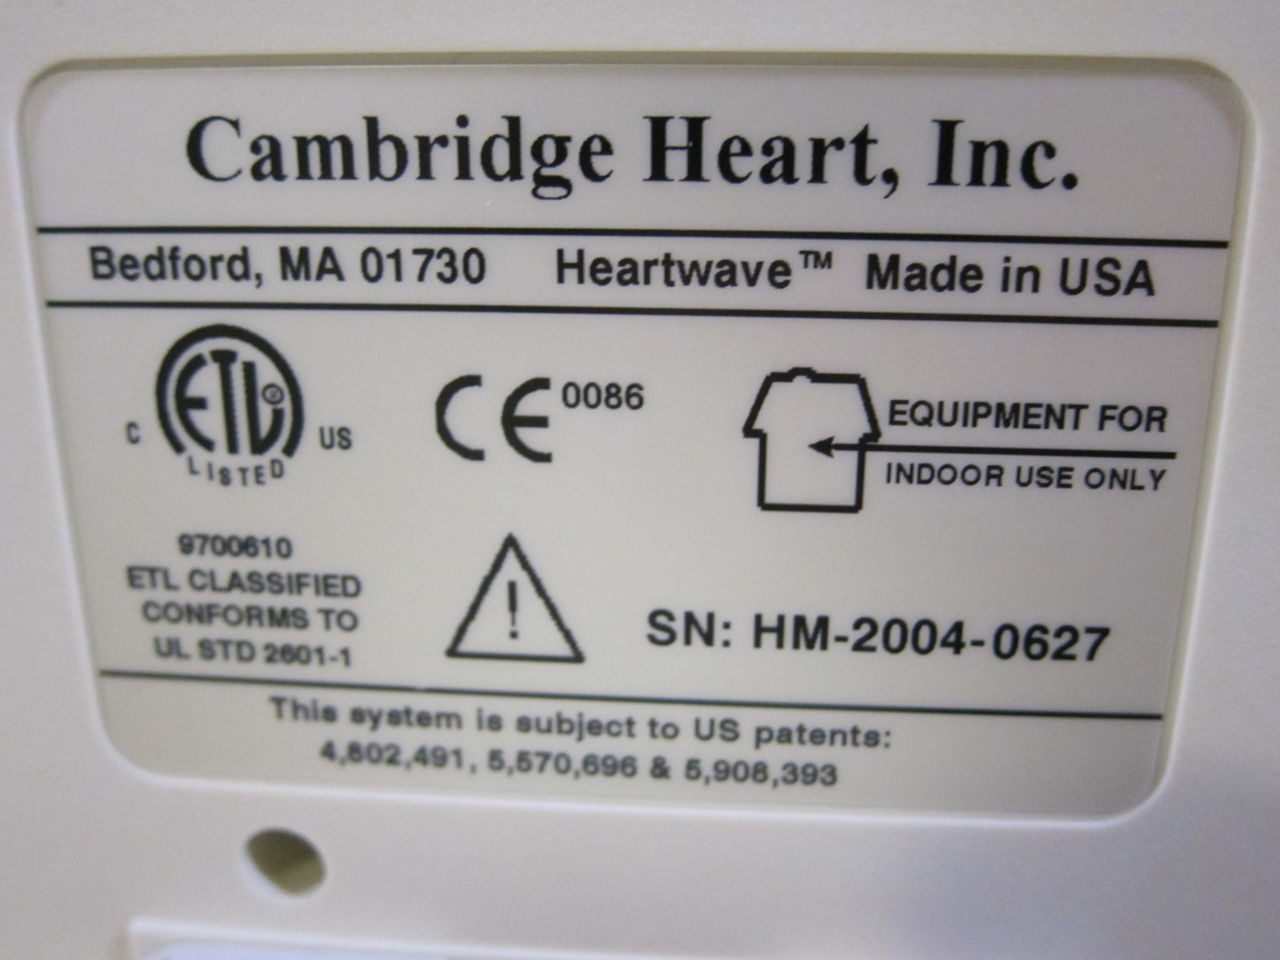 Cambridge Heart, Inc.
Bedford, MA 01730 Heartwave™ Made in USA
C ETL® US
LISTED
CE 0086
EQUIPMENT FOR
INDOOR USE ONLY
9700610
ETL CLASSIFIED
CONFORMS TO
UL STD 2601-1
!
SN: HM-2004-0627
This system is subject to US patents:
4,802,491, 5,570,696 & 5,908,393